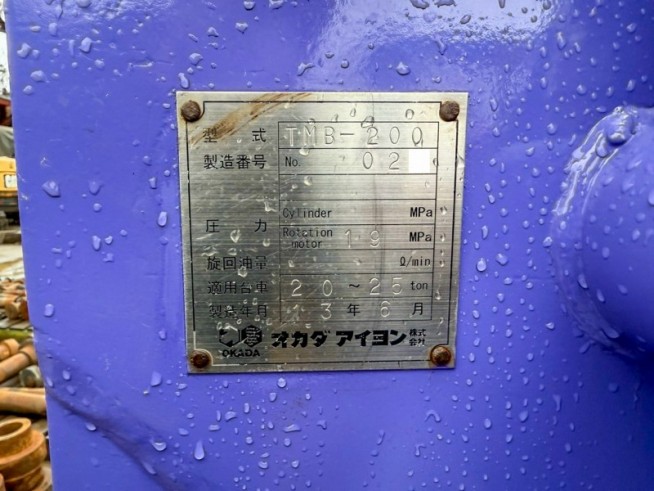 型 式 TMB-200
製造番号 No. 02
圧力 Cylinder MPa
Rotation motor 19 MPa
旋回油量 ℓ/min
適用台車 20 ~ 25 ton
製造年月 13 年 6 月
OKADA オカダ アイヨン 株式会社